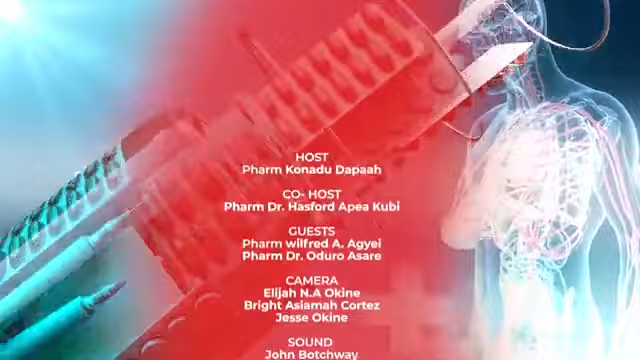 HOST
Pharm Konadu Dapaah
CO- HOST
Pharm Dr. Hasford Apea Kubi
GUESTS
Pharm wilfred A. Agyei
Pharm Dr. Oduro Asare
CAMERA
Elijah N.A Okine
Bright Asiamah Cortez
Jesse Okine
SOUND
John Botchway